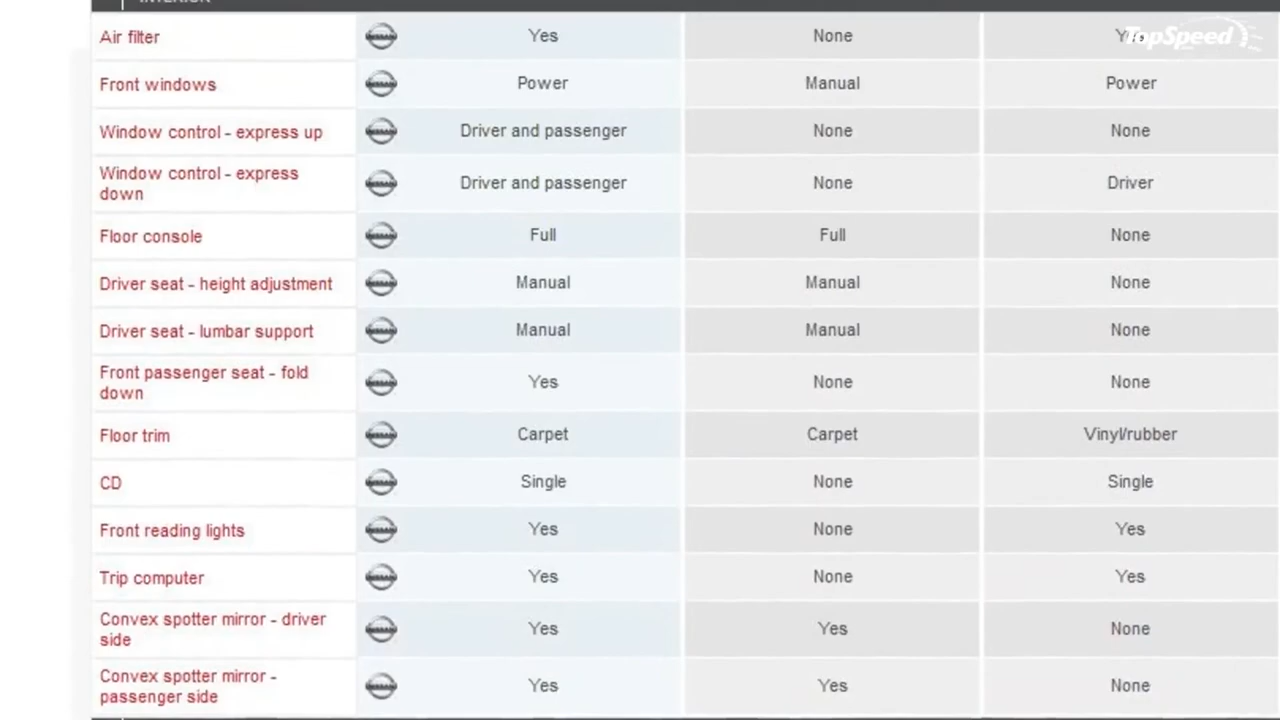 INTERIOR
TopSpeed
Air filter Yes None Yes
Front windows Power Manual Power
Window control - express up Driver and passenger None None
Window control - express
down Driver and passenger None Driver
Floor console Full Full None
Driver seat - height adjustment Manual Manual None
Driver seat - lumbar support Manual Manual None
Front passenger seat - fold
down Yes None None
Floor trim Carpet Carpet Vinyl/rubber
CD Single None Single
Front reading lights Yes None Yes
Trip computer Yes None Yes
Convex spotter mirror - driver
side Yes Yes None
Convex spotter mirror -
passenger side Yes Yes None